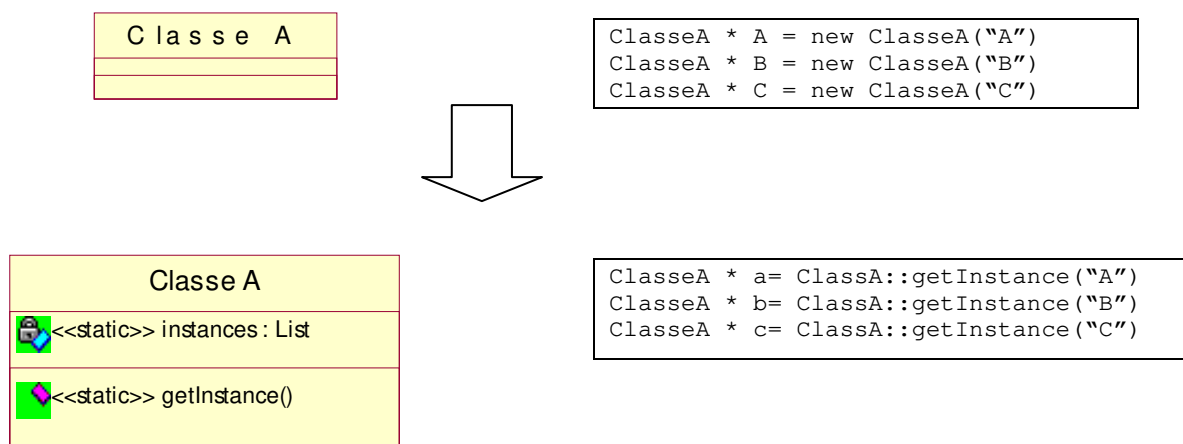 Classe A
ClasseA * A = new ClasseA(“A”)
ClasseA * B = new ClasseA(“B”)
ClasseA * C = new ClasseA(“C”)
Classe A
<<static>> instances : List
<<static>> getInstance()
ClasseA * a= ClassA::getInstance(“A”)
ClasseA * b= ClassA::getInstance(“B”)
ClasseA * c= ClassA::getInstance(“C”)